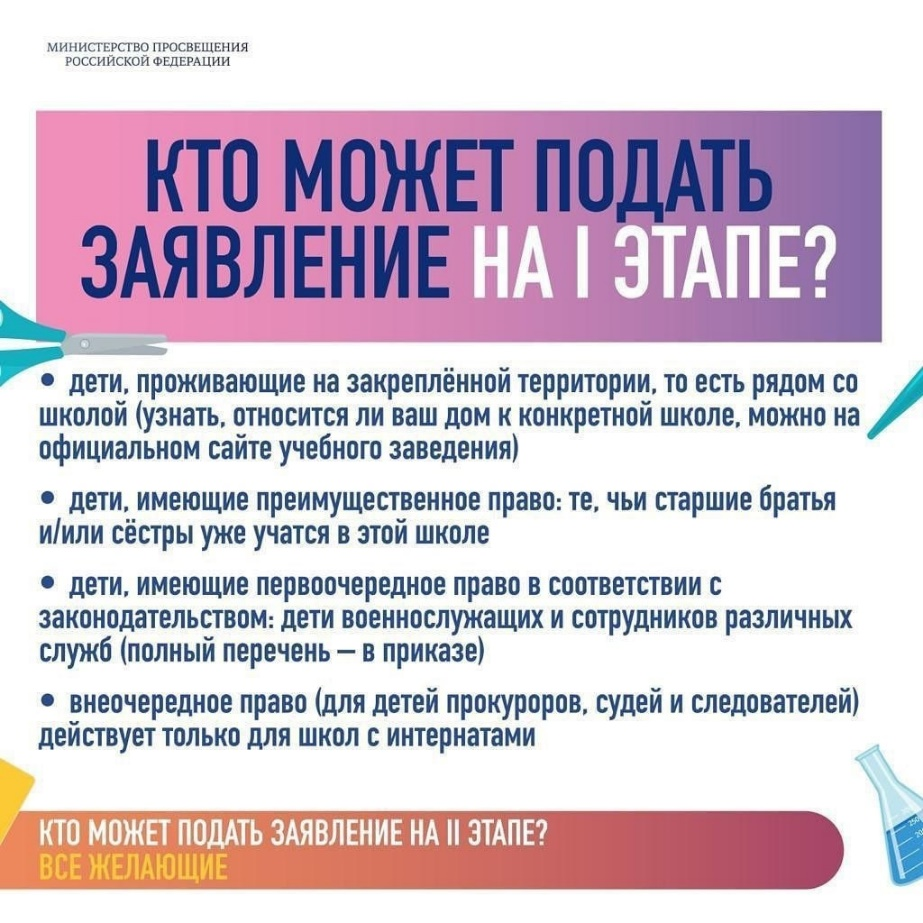 МИНИСТЕРСТВО ПРОСВЕЩЕНИЯ
РОССИЙСКОЙ ФЕДЕРАЦИИ
КТО МОЖЕТ ПОДАТЬ
ЗАЯВЛЕНИЕ НА I ЭТАПЕ?
• дети, проживающие на закреплённой территории, то есть рядом со
школой (узнать, относится ли ваш дом к конкретной школе, можно на
официальном сайте учебного заведения)
• дети, имеющие преимущественное право: те, чьи старшие братья
и/или сёстры уже учатся в этой школе
• дети, имеющие первоочередное право в соответствии с
законодательством: дети военнослужащих и сотрудников различных
служб (полный перечень – в приказе)
• внеочередное право (для детей прокуроров, судей и следователей)
действует только для школ с интернатами
КТО МОЖЕТ ПОДАТЬ ЗАЯВЛЕНИЕ НА II ЭТАПЕ?
ВСЕ ЖЕЛАЮЩИЕ